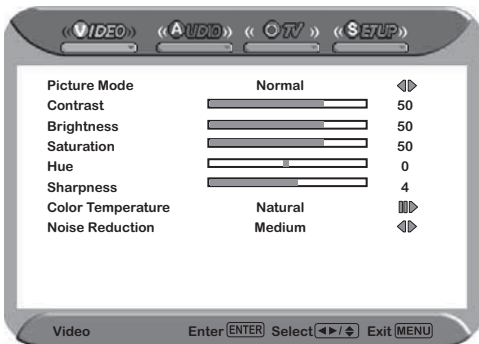 VIDEO AUDIO TV SETUP
Picture Mode Normal
Contrast 50
Brightness 50
Saturation 50
Hue 0
Sharpness 4
Color Temperature Natural
Noise Reduction Medium
Video Enter ENTER Select ◄►/♦ Exit MENU